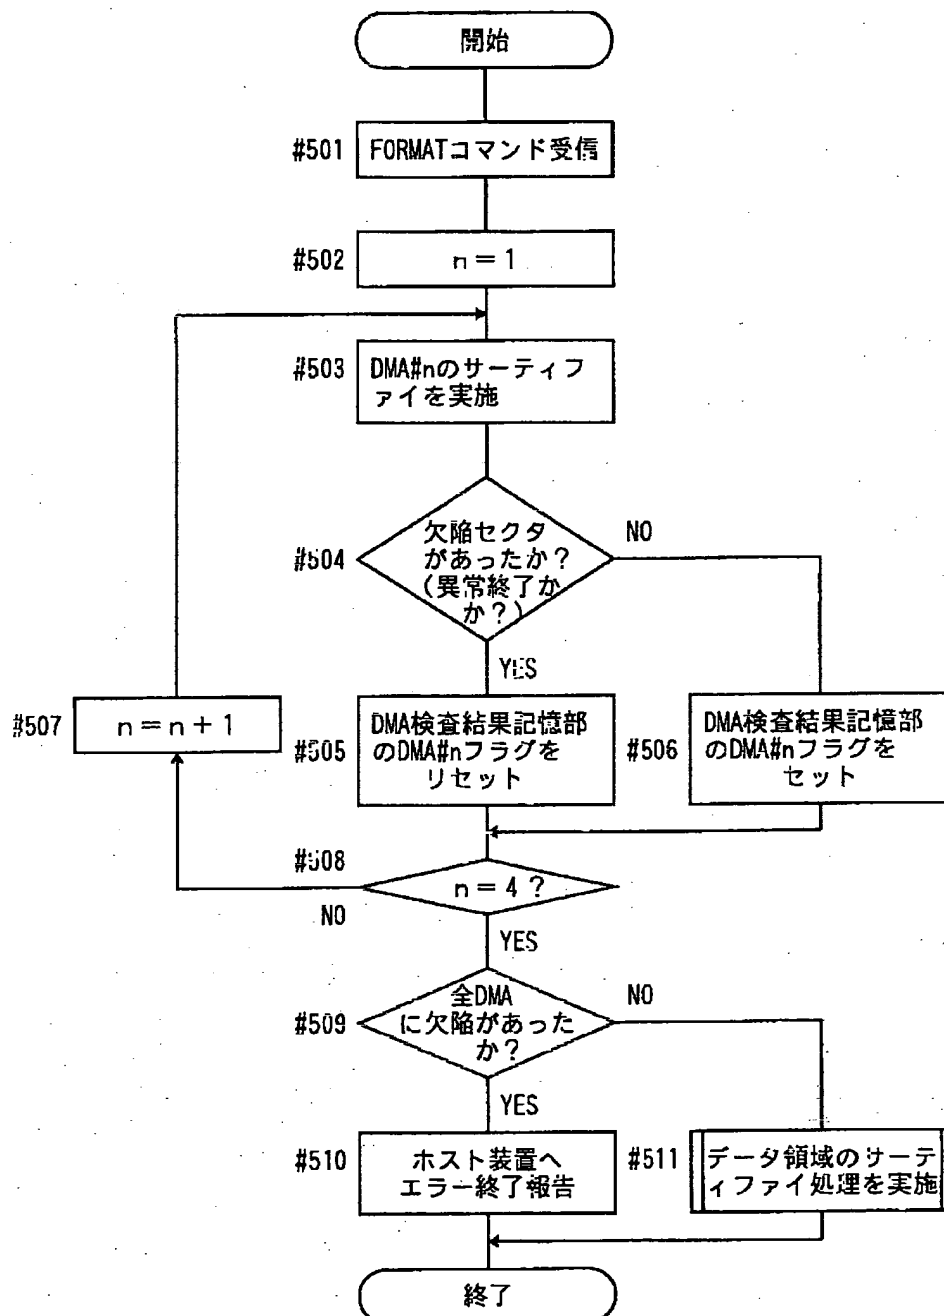 開始
#501
FORMATコマンド受信
#502
n=1
#503
DMA#nのサーティフ
ァイを実施
#504
欠陥セクタ
があったか?
(異常終了か
か?)
NO
YES
#507
n=n+1
#505
DMA検査結果記憶部
のDMA#nフラグを
リセット
#506
DMA検査結果記憶部
のDMA#nフラグを
セット
#508
n=4?
NO
YES
#509
全DMA
に欠陥があった
か?
NO
YES
#510
ホスト装置へ
エラー終了報告
#511
データ領域のサーテ
ィファイ処理を実施
終了